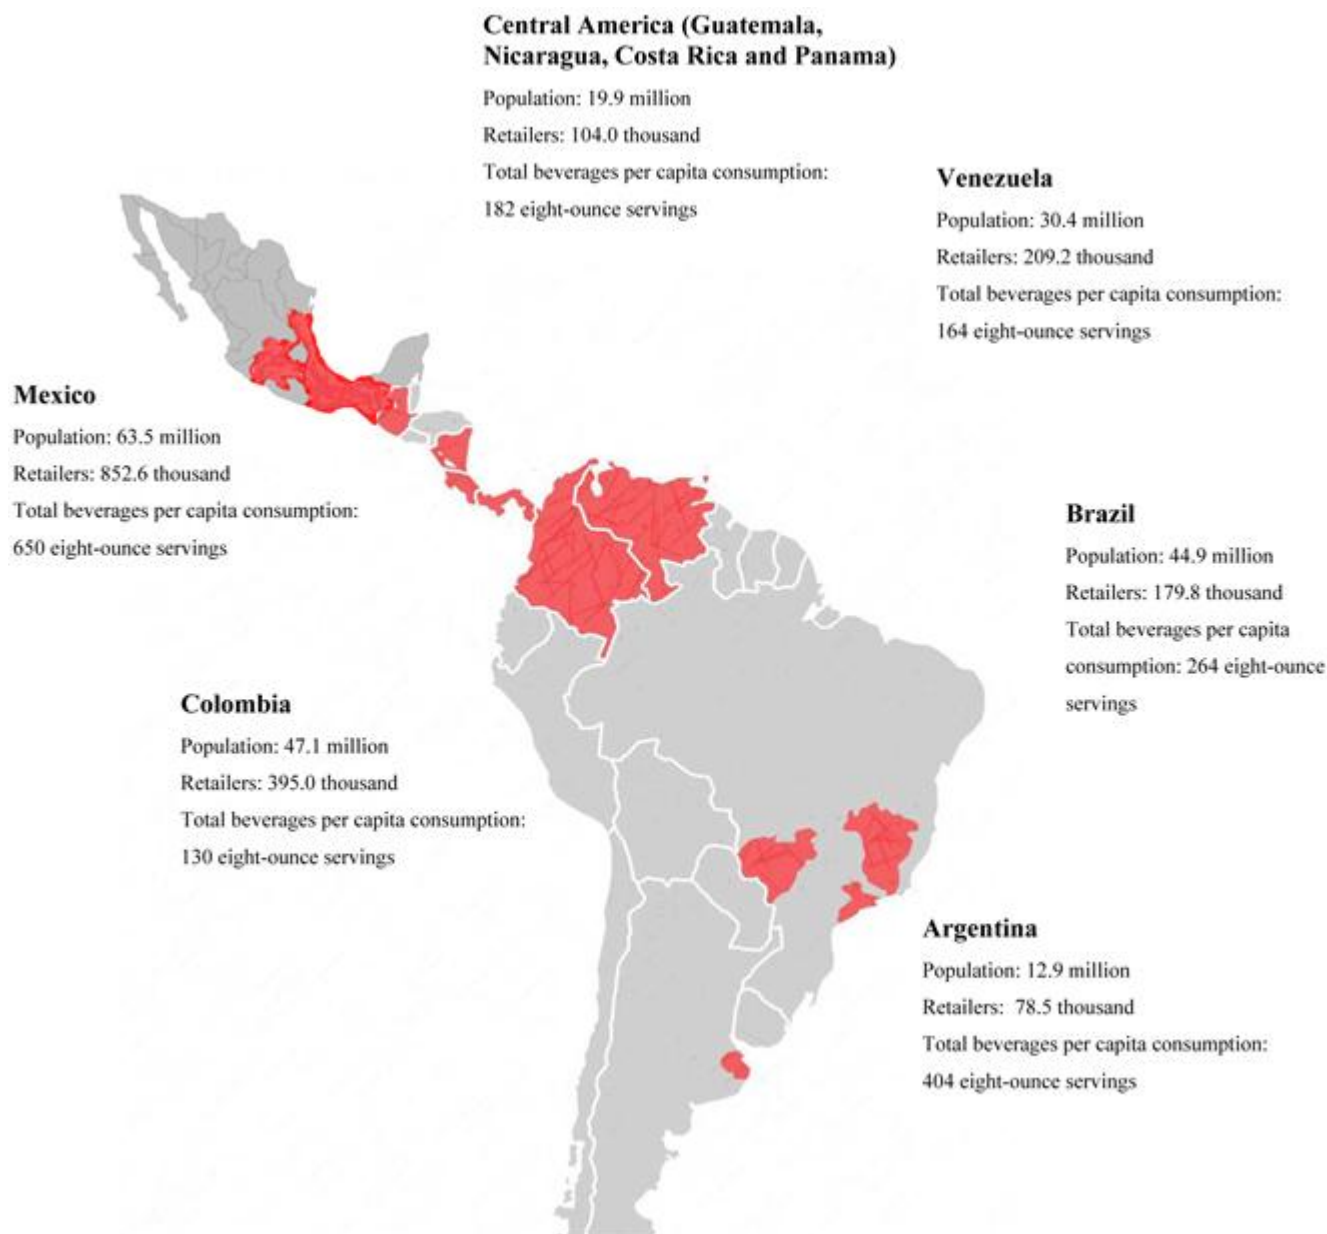 Central America (Guatemala,
Nicaragua, Costa Rica and Panama)
Population: 19.9 million
Retailers: 104.0 thousand
Total beverages per capita consumption:
182 eight-ounce servings
Venezuela
Population: 30.4 million
Retailers: 209.2 thousand
Total beverages per capita consumption:
164 eight-ounce servings
Mexico
Population: 63.5 million
Retailers: 852.6 thousand
Total beverages per capita consumption:
650 eight-ounce servings
Brazil
Population: 44.9 million
Retailers: 179.8 thousand
Total beverages per capita
consumption: 264 eight-ounce
servings
Colombia
Population: 47.1 million
Retailers: 395.0 thousand
Total beverages per capita consumption:
130 eight-ounce servings
Argentina
Population: 12.9 million
Retailers:  78.5 thousand
Total beverages per capita consumption:
404 eight-ounce servings